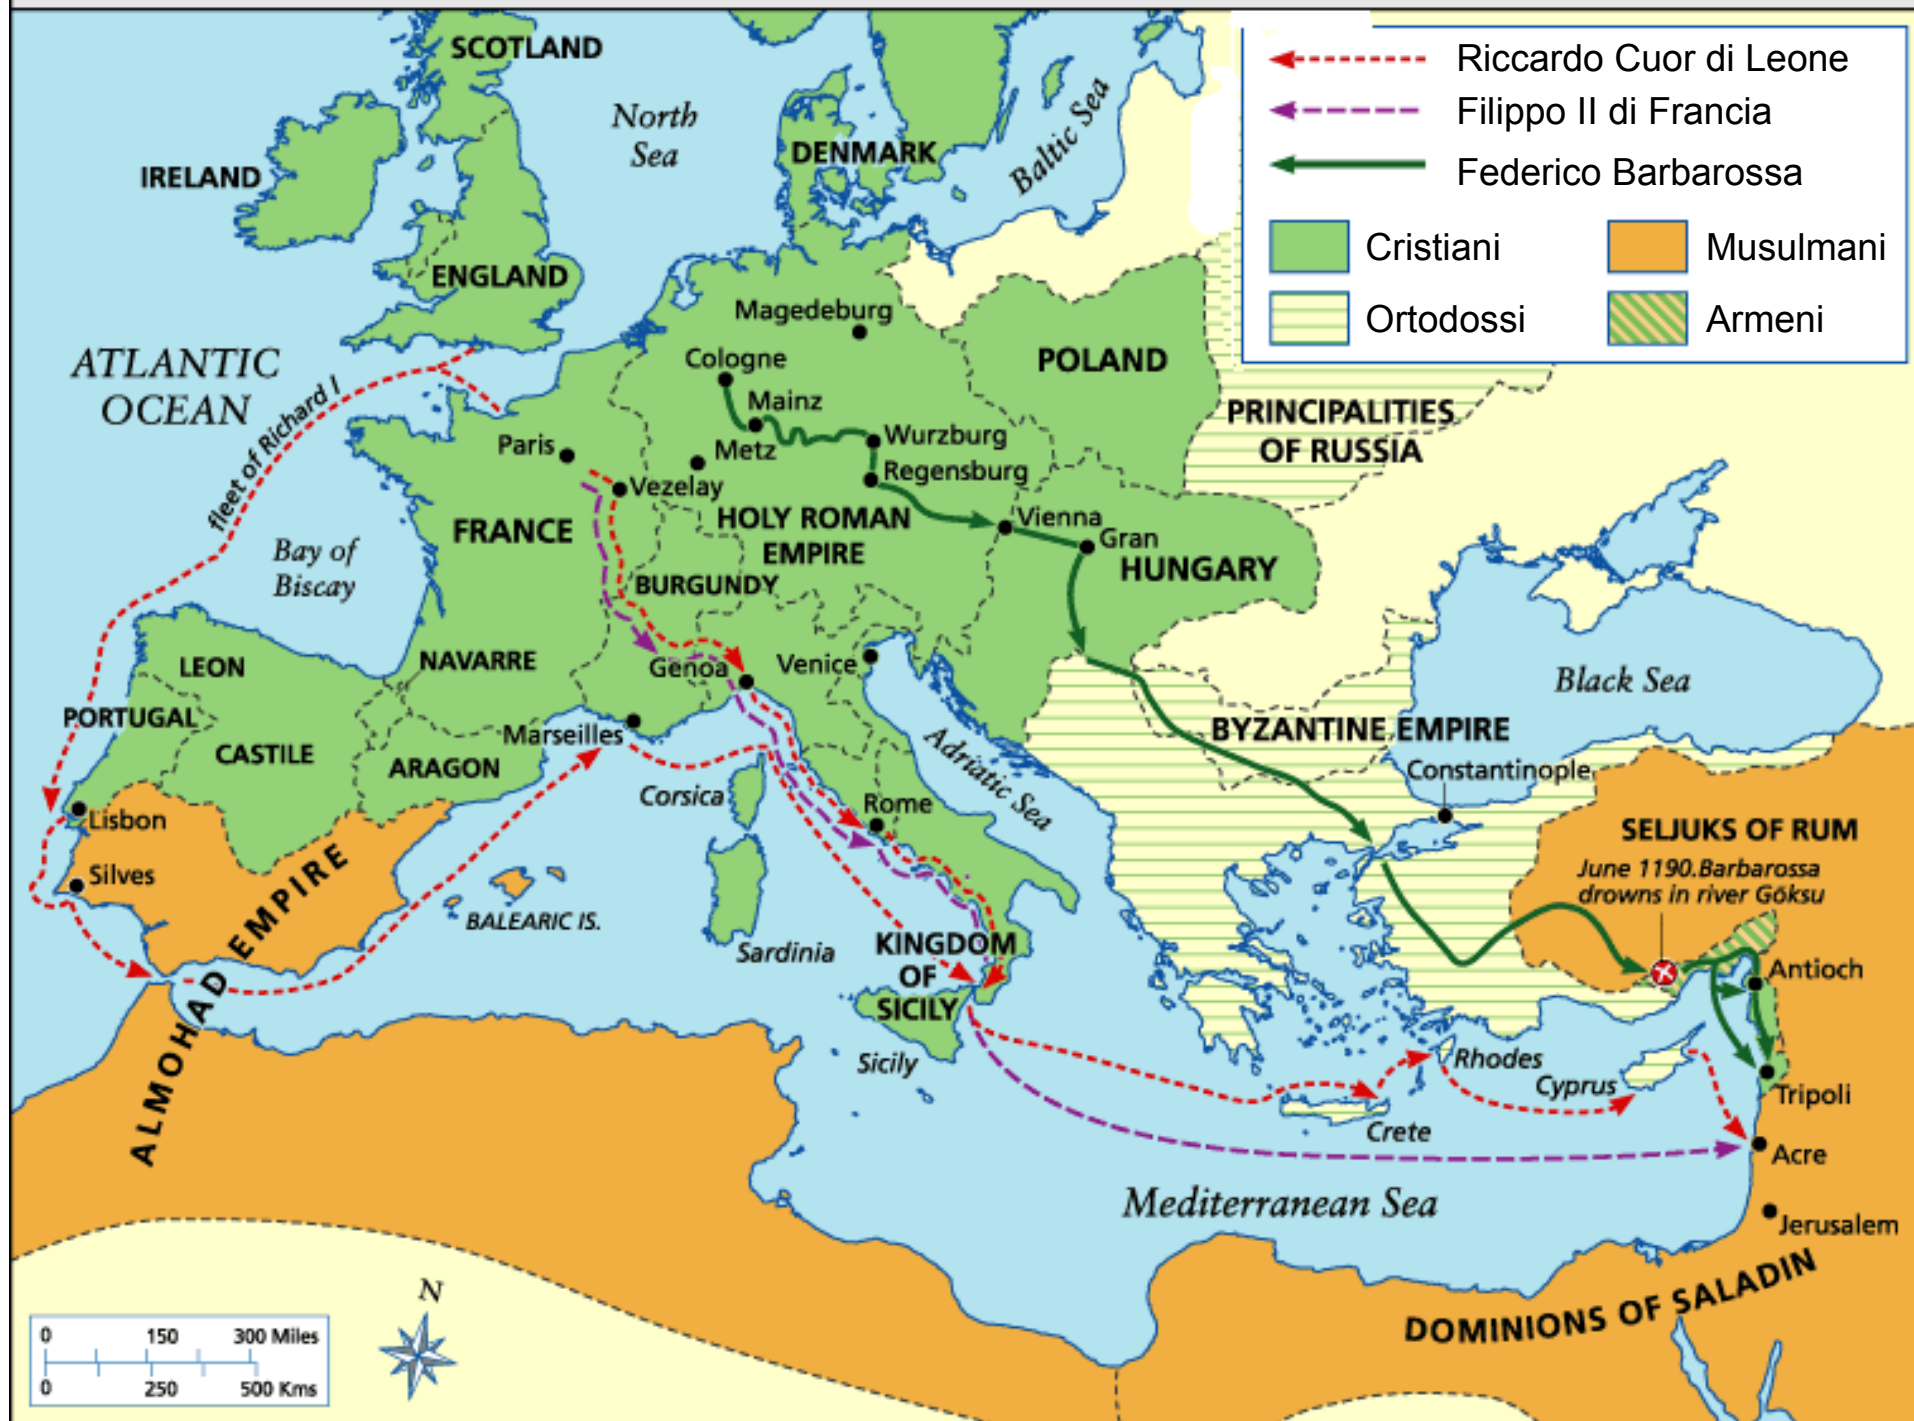 SCOTLAND
North
Sea
IRELAND
DENMARK
Baltic Sea
ENGLAND
Riccardo Cuor di Leone
Filippo II di Francia
Federico Barbarossa
Cristiani
Musulmani
Ortodossi
Armeni
ATLANTIC
OCEAN
fleet of Richard I
Magedeburg
Cologne
Mainz
Metz
Wurzburg
Regensburg
POLAND
PRINCIPALITIES
OF RUSSIA
Paris
Vezelay
FRANCE
HOLY ROMAN
EMPIRE
Vienna
Gran
HUNGARY
Bay of
Biscay
BURGUNDY
LEON
NAVARRE
Genoa
Venice
Black Sea
PORTUGAL
CASTILE
ARAGON
Marseilles
Corsica
Adriatic Sea
BYZANTINE EMPIRE
Constantinople
Lisbon
Silves
Rome
SELJUKS OF RUM
June 1190.Barbarossa
drowns in river Göksu
ALMOHAD EMPIRE
BALEARIC IS.
Sardinia
KINGDOM
OF
SICILY
Sicily
Antioch
Rhodes
Cyprus
Crete
Tripoli
Acre
Mediterranean Sea
Jerusalem
DOMINIONS OF SALADIN
N
0 150 300 Miles
0 250 500 Kms